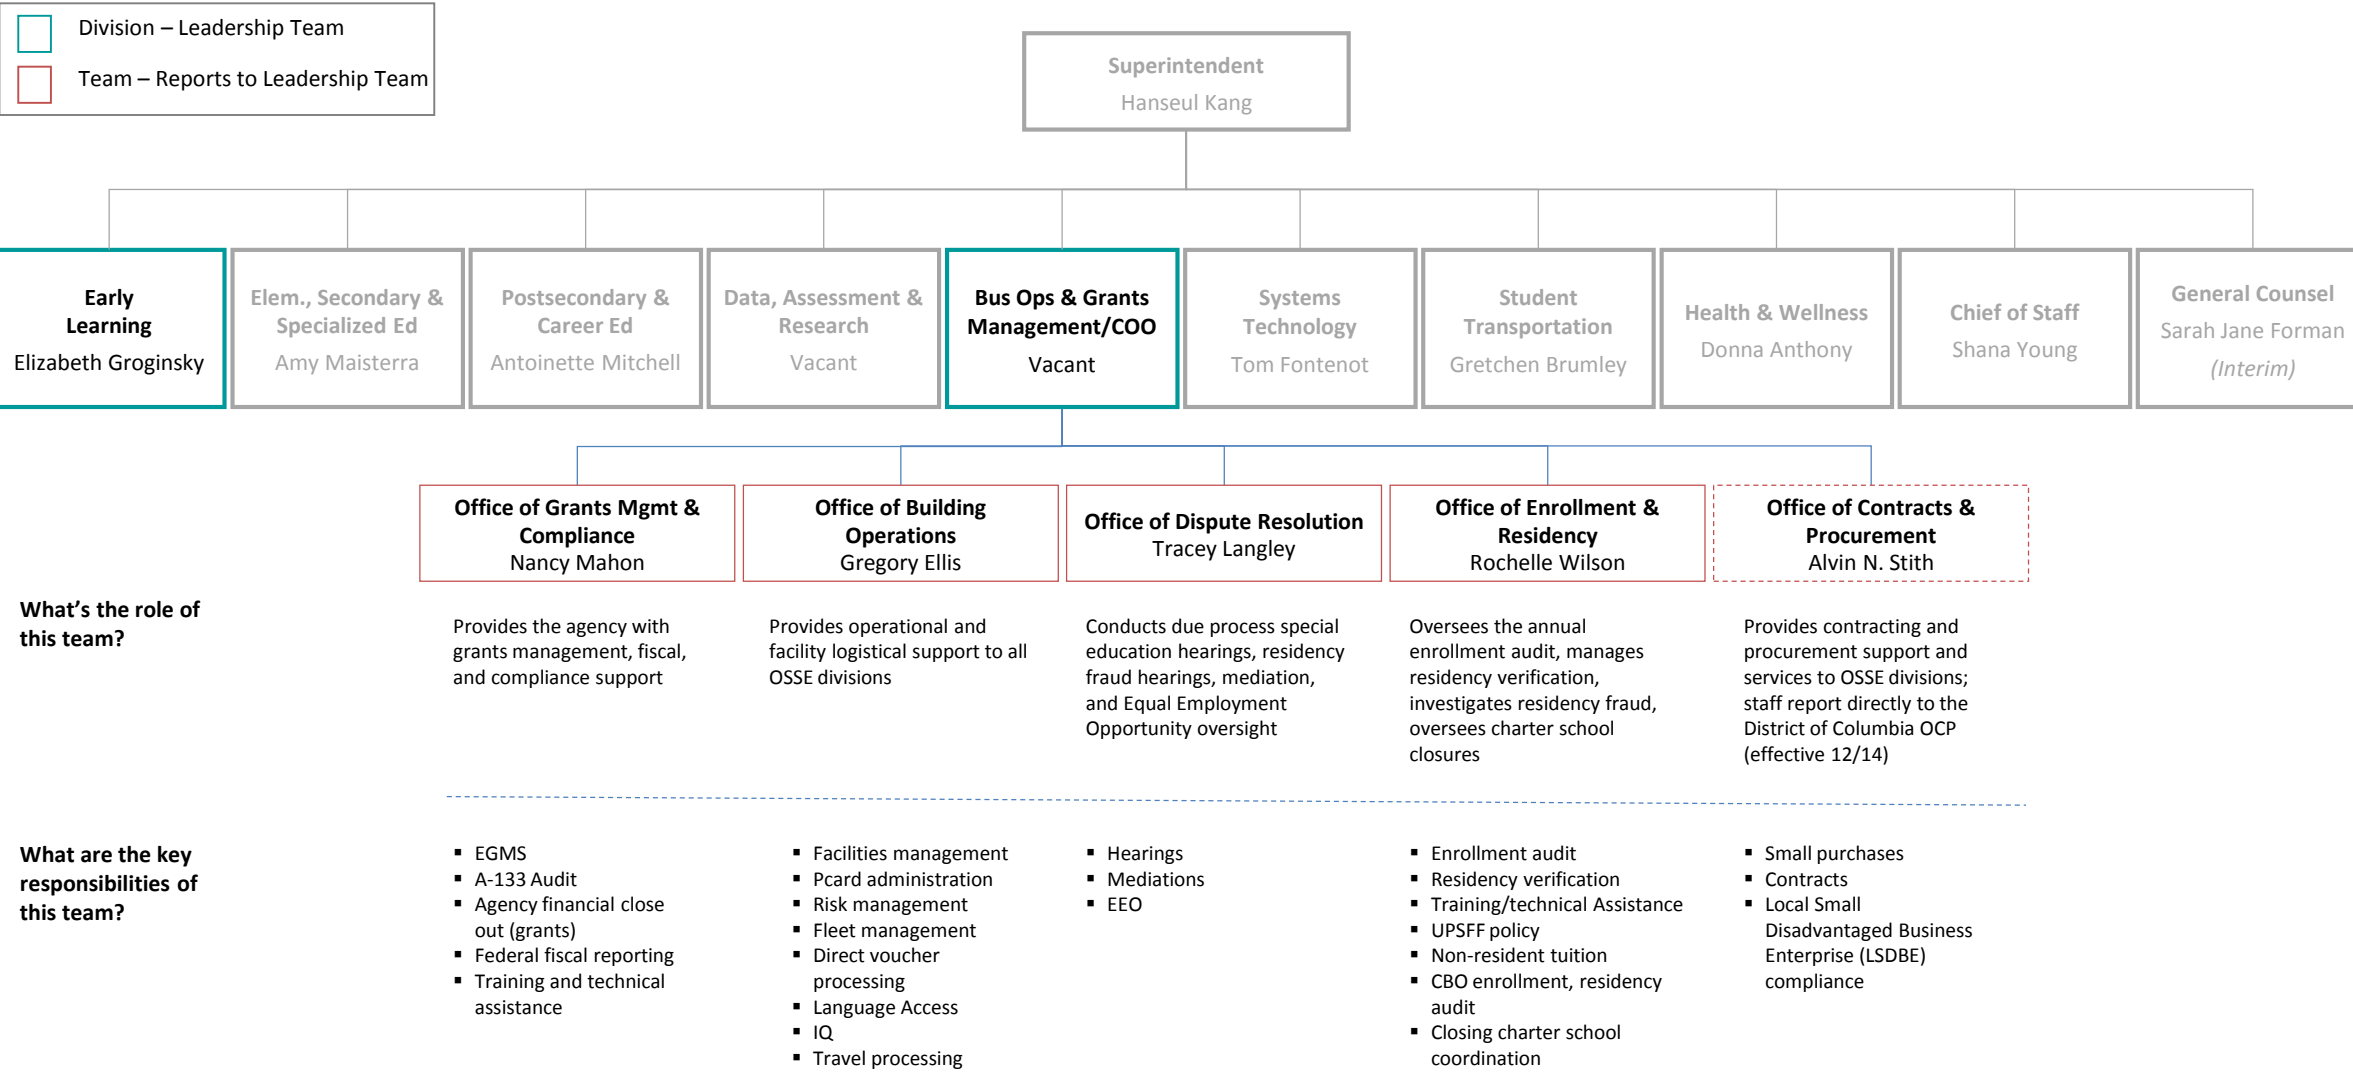 Division – Leadership Team
Team – Reports to Leadership Team
Superintendent
Hanseul Kang
Early
Learning
Elizabeth Groginsky
Elem., Secondary &
Specialized Ed
Amy Maisterra
Postsecondary &
Career Ed
Antoinette Mitchell
Data, Assessment &
Research
Vacant
Bus Ops & Grants
Management/COO
Vacant
Systems
Technology
Tom Fontenot
Student
Transportation
Gretchen Brumley
Health & Wellness
Donna Anthony
Chief of Staff
Shana Young
General Counsel
Sarah Jane Forman
(Interim)
Office of Grants Mgmt &
Compliance
Nancy Mahon
Office of Building
Operations
Gregory Ellis
Office of Dispute Resolution
Tracey Langley
Office of Enrollment &
Residency
Rochelle Wilson
Office of Contracts &
Procurement
Alvin N. Stith
What’s the role of
this team?
Provides the agency with
grants management, fiscal,
and compliance support
Provides operational and
facility logistical support to all
OSSE divisions
Conducts due process special
education hearings, residency
fraud hearings, mediation,
and Equal Employment
Opportunity oversight
Oversees the annual
enrollment audit, manages
residency verification,
investigates residency fraud,
oversees charter school
closures
Provides contracting and
procurement support and
services to OSSE divisions;
staff report directly to the
District of Columbia OCP
(effective 12/14)
What are the key
responsibilities of
this team?
▪ EGMS
▪ A-133 Audit
▪ Agency financial close
out (grants)
▪ Federal fiscal reporting
▪ Training and technical
assistance
▪ Facilities management
▪ Pcard administration
▪ Risk management
▪ Fleet management
▪ Direct voucher
processing
▪ Language Access
▪ IQ
▪ Travel processing
▪ Hearings
▪ Mediations
▪ EEO
▪ Enrollment audit
▪ Residency verification
▪ Training/technical Assistance
▪ UPSFF policy
▪ Non-resident tuition
▪ CBO enrollment, residency
audit
▪ Closing charter school
coordination
▪ Small purchases
▪ Contracts
▪ Local Small
Disadvantaged Business
Enterprise (LSDBE)
compliance